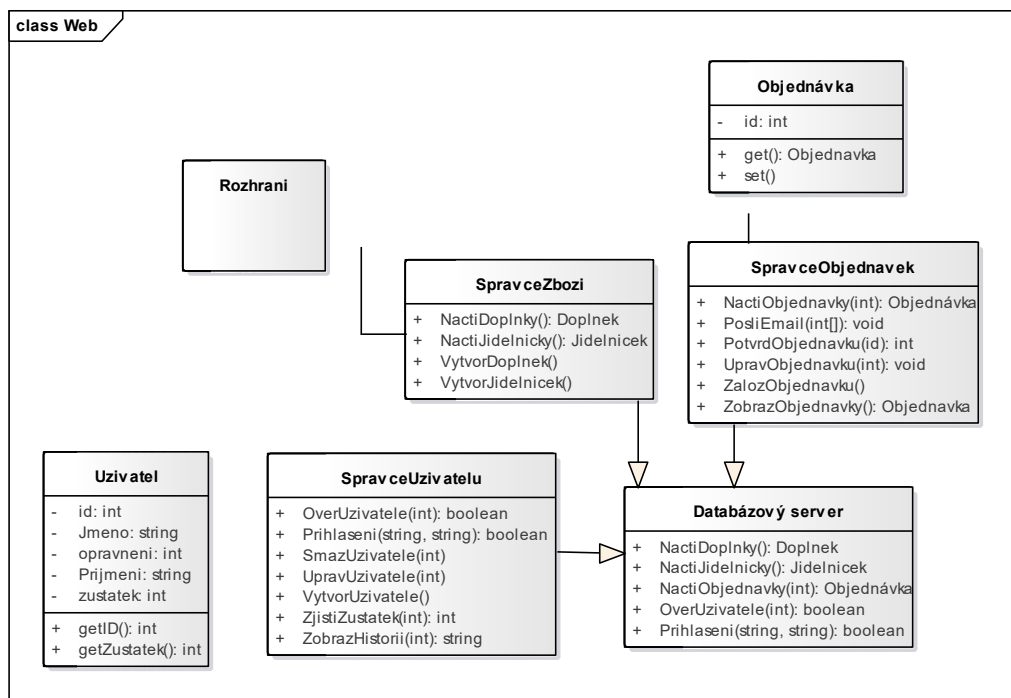 class Web
Objednávka
- id: int
+ get(): Objednavka
+ set()
Rozhrani
SpravceZbozi
+ NactiDoplnky(): Doplnek
+ NactiJidelnicky(): Jidelnicek
+ VytvorDoplnek()
+ VytvorJidelnicek()
SpravceObjednavek
+ NactiObjednavky(int): Objednávka
+ PosliEmail(int[]): void
+ PotvrdObjednavku(id): int
+ UpravObjednavku(int): void
+ ZalozObjednavku()
+ ZobrazObjednavky(): Objednavka
Uzivatel
- id: int
- Jmeno: string
- opravneni: int
- Prijmeni: string
- zustatek: int
+ getID(): int
+ getZustatek(): int
SpravceUzivatelu
+ OverUzivatele(int): boolean
+ Prihlaseni(string, string): boolean
+ SmazUzivatele(int)
+ UpravUzivatele(int)
+ VytvorUzivatele()
+ ZjistiZustatek(int): int
+ ZobrazHistorii(int): string
Databázový server
+ NactiDoplnky(): Doplnek
+ NactiJidelnicky(): Jidelnicek
+ NactiObjednavky(int): Objednávka
+ OverUzivatele(int): boolean
+ Prihlaseni(string, string): boolean